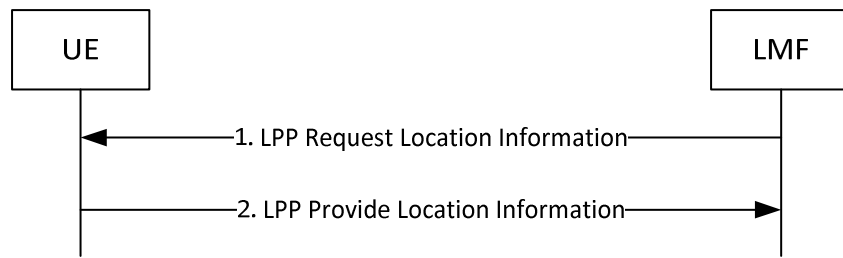 UE
LMF
1. LPP Request Location Information
2. LPP Provide Location Information